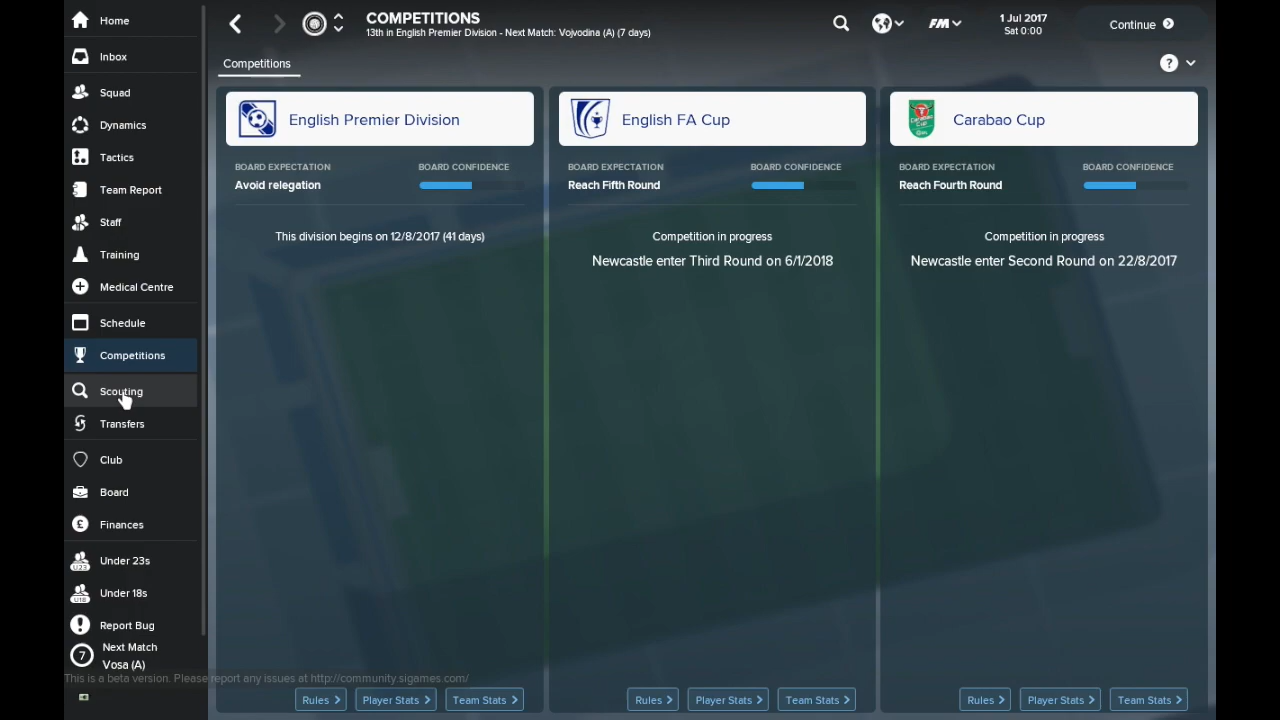 Home
Inbox
Squad
Dynamics
Tactics
Team Report
Staff
Training
Medical Centre
Schedule
Competitions
Scouting
Transfers
Club
Board
Finances
U23
Under 23s
U18
Under 18s
Report Bug
7
Next Match
Vosa (A)
This is a beta version. Please report any issues at http://community.sigames.com/
COMPETITIONS
13th in English Premier Division - Next Match: Vojvodina (A) (7 days)
FM
1 Jul 2017
Sat 0:00
Continue
Competitions
?
English Premier Division
BOARD EXPECTATION
BOARD CONFIDENCE
Avoid relegation
This division begins on 12/8/2017 (41 days)
Rules
Player Stats
Team Stats
English FA Cup
BOARD EXPECTATION
BOARD CONFIDENCE
Reach Fifth Round
Competition in progress
Newcastle enter Third Round on 6/1/2018
Rules
Player Stats
Team Stats
Carabao Cup
BOARD EXPECTATION
BOARD CONFIDENCE
Reach Fourth Round
Competition in progress
Newcastle enter Second Round on 22/8/2017
Rules
Player Stats
Team Stats